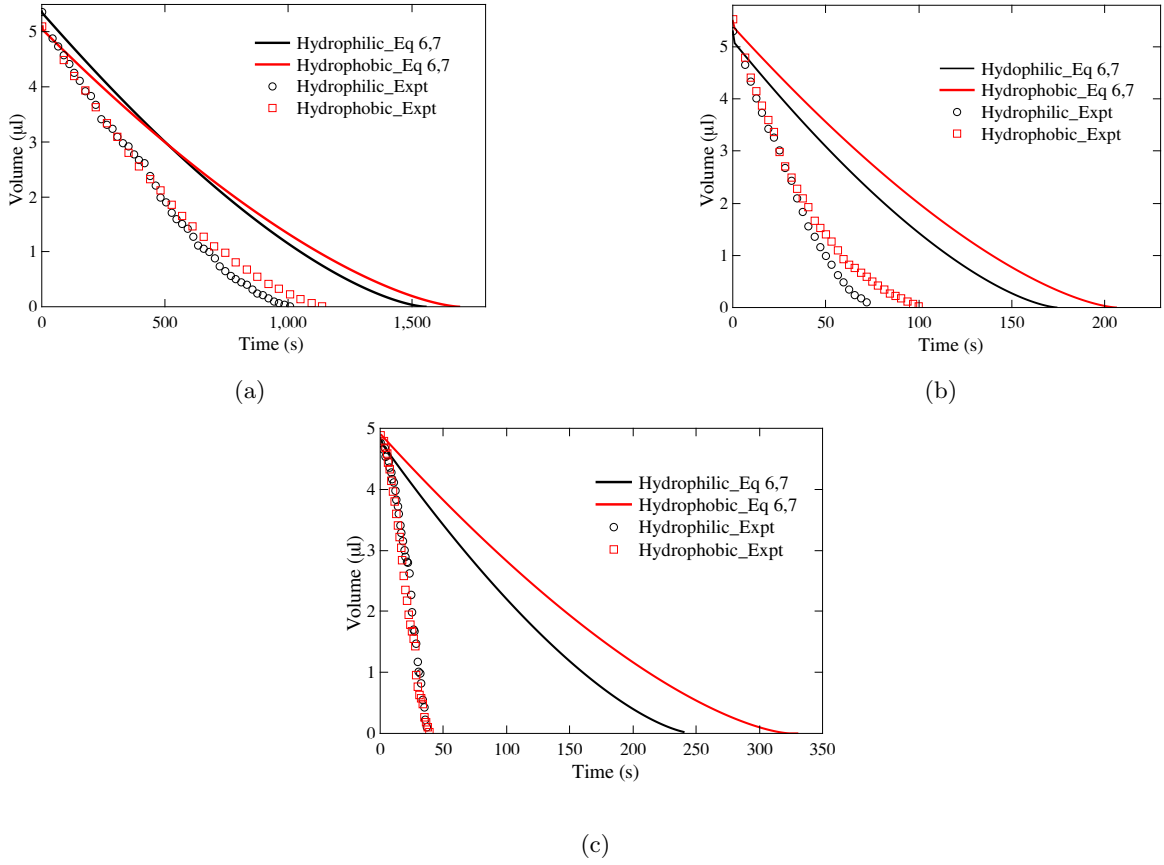 5
4
3
2
1
0
Volume (μl)
0
500
1,000
1,500
Time (s)
Hydrophilic_Eq 6,7
Hydrophobic_Eq 6,7
Hydrophilic_Expt
Hydrophobic_Expt
(a)
5
4
3
2
1
0
Volume (μl)
0
50
100
150
200
Time (s)
Hydophilic_Eq 6,7
Hydrophobic_Eq 6,7
Hydrophilic_Expt
Hydrophobic_Expt
(b)
5
4
3
2
1
0
Volume (μl)
0
50
100
150
200
250
300
350
Time (s)
Hydrophilic_Eq 6,7
Hydrophobic_Eq 6,7
Hydrophilic_Expt
Hydrophobic_Expt
(c)